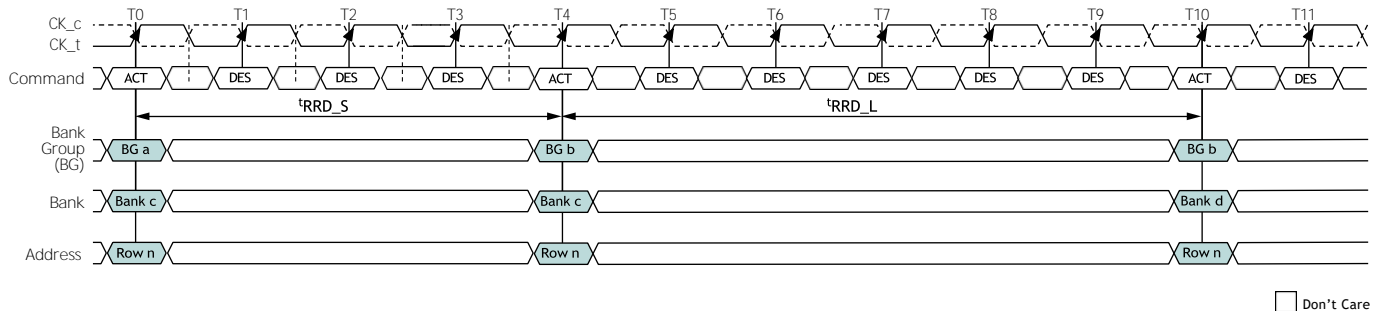 T0 T1 T2 T3 T4 T5 T6 T7 T8 T9 T10 T11
CK_c
CK_t
Command ACT DES DES DES ACT DES DES DES DES DES ACT DES
tRRD_S tRRD_L
Bank
Group
(BG)
BG a BG b BG b
Bank Bank c Bank c Bank d
Address Row n Row n Row n
Don't Care